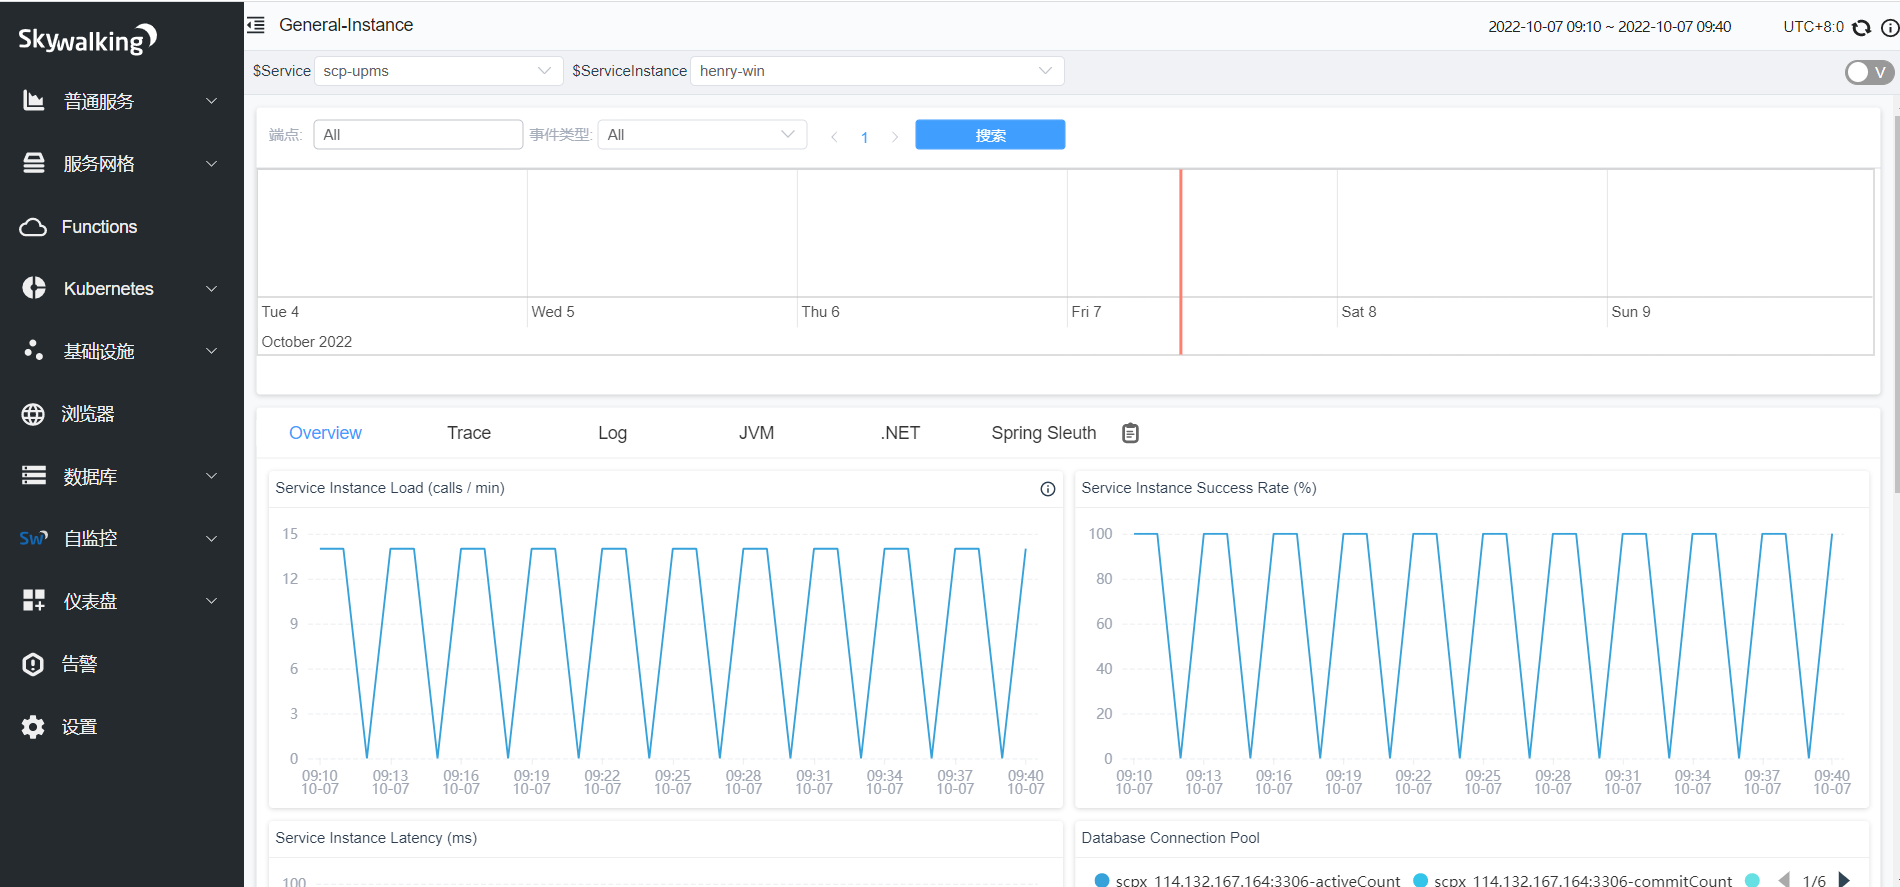 Skywalking
General-Instance
2022-10-07 09:10 ~ 2022-10-07 09:40
UTC+8:0
$Service
scp-upms
$ServiceInstance
henry-win
V
普通服务
服务网格
Functions
Kubernetes
基础设施
浏览器
数据库
Sw 自监控
仪表盘
告警
设置
端点:
All
事件类型:
All
1
搜索
Tue 4
Wed 5
Thu 6
Fri 7
Sat 8
Sun 9
October 2022
Overview
Trace
Log
JVM
.NET
Spring Sleuth
Service Instance Load (calls / min)
15
12
9
6
3
0
09:10 09:13 09:16 09:19 09:22 09:25 09:28 09:31 09:34 09:37 09:40
10-07 10-07 10-07 10-07 10-07 10-07 10-07 10-07 10-07 10-07 10-07
Service Instance Success Rate (%)
100
80
60
40
20
0
09:10 09:13 09:16 09:19 09:22 09:25 09:28 09:31 09:34 09:37 09:40
10-07 10-07 10-07 10-07 10-07 10-07 10-07 10-07 10-07 10-07 10-07
Service Instance Latency (ms)
100
Database Connection Pool
scpx_114.132.167.164:3306-activeCount
scpx_114.132.167.164:3306-commitCount
1/6